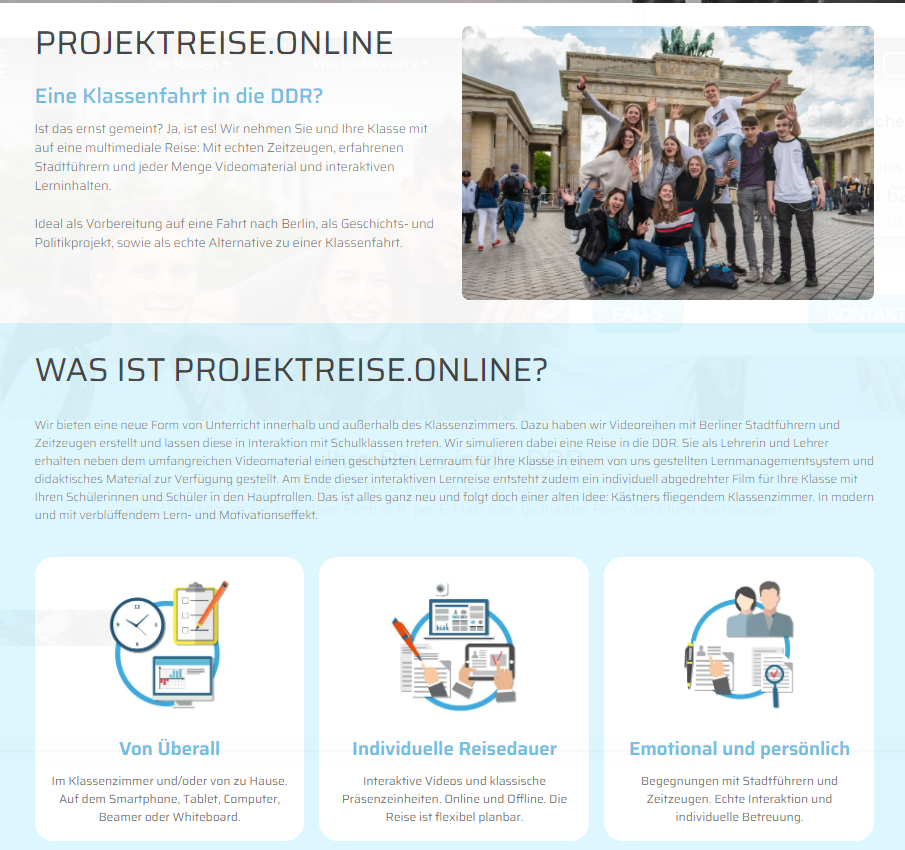 PROJEKTREISE.ONLINE
Die Reisen
Wie funktioniert's
Eine Klassenfahrt in die DDR?
Ist das ernst gemeint? Ja, ist es! Wir nehmen Sie und Ihre Klasse mit
auf eine multimediale Reise: Mit echten Zeitzeugen, erfahrenen
Stadtführern und jeder Menge Videomaterial und interaktiven
Lerninhalten.
Ideal als Vorbereitung auf eine Fahrt nach Berlin, als Geschichts- und
Politikprojekt, sowie als echte Alternative zu einer Klassenfahrt.
FAQ'S
KONTAKT
WAS IST PROJEKTREISE.ONLINE?
Wir bieten eine neue Form von Unterricht innerhalb und außerhalb des Klassenzimmers. Dazu haben wir Videoreihen mit Berliner Stadtführern und
Zeitzeugen erstellt und lassen diese in Interaktion mit Schulklassen treten. Wir simulieren dabei eine Reise in die DDR. Sie als Lehrerin und Lehrer
erhalten neben dem umfangreichen Videomaterial einen geschützten Lernraum für ihre Klasse in einem von uns gestellten Lernmanagementsystem und
didaktisches Material zur Verfügung gestellt. Am Ende dieser interaktiven Lernreise entsteht zudem ein individuell abgedrehter Film für Ihre Klasse mit
Ihren Schülerinnen und Schüler in den Hauptrollen. Das ist alles ganz neu und folgt doch einer alten Idee: Kästners fliegendem Klassenzimmer. In modern
und mit verblüffendem Lern- und Motivationseffekt.
Von Überall
Im Klassenzimmer und/oder von zu Hause.
Auf dem Smartphone, Tablet, Computer,
Beamer oder Whiteboard.
Individuelle Reisedauer
Interaktive Videos und klassische
Präsenzeinheiten. Online und Offline. Die
Reise ist flexibel planbar.
Emotional und persönlich
Begegnungen mit Stadtführern und
Zeitzeugen. Echte Interaktion und
individuelle Betreuung.